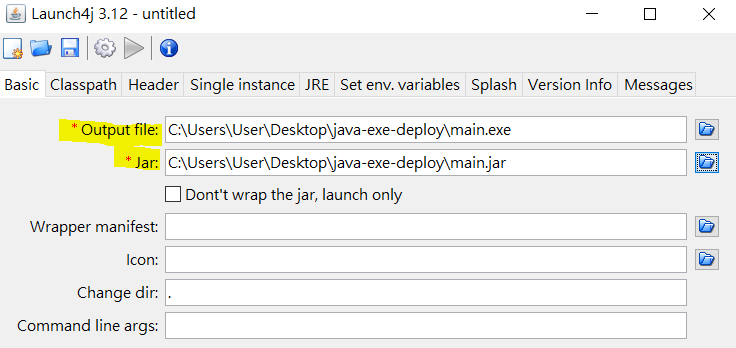 Launch4j 3.12 - untitled
Basic Classpath Header Single instance JRE Set env. variables Splash Version Info Messages
* Output file: C:\Users\User\Desktop\java-exe-deploy\main.exe
* Jar: C:\Users\User\Desktop\java-exe-deploy\main.jar
Dont't wrap the jar, launch only
Wrapper manifest:
Icon:
Change dir: .
Command line args: